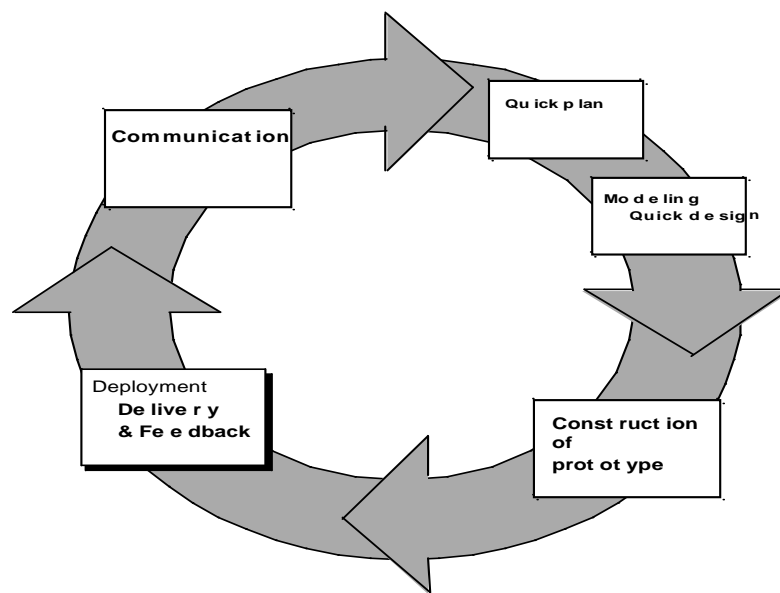 Communication
Quick plan
Modeling
Quick design
Construction
of
prototype
Deployment
Delivery
& Feedback